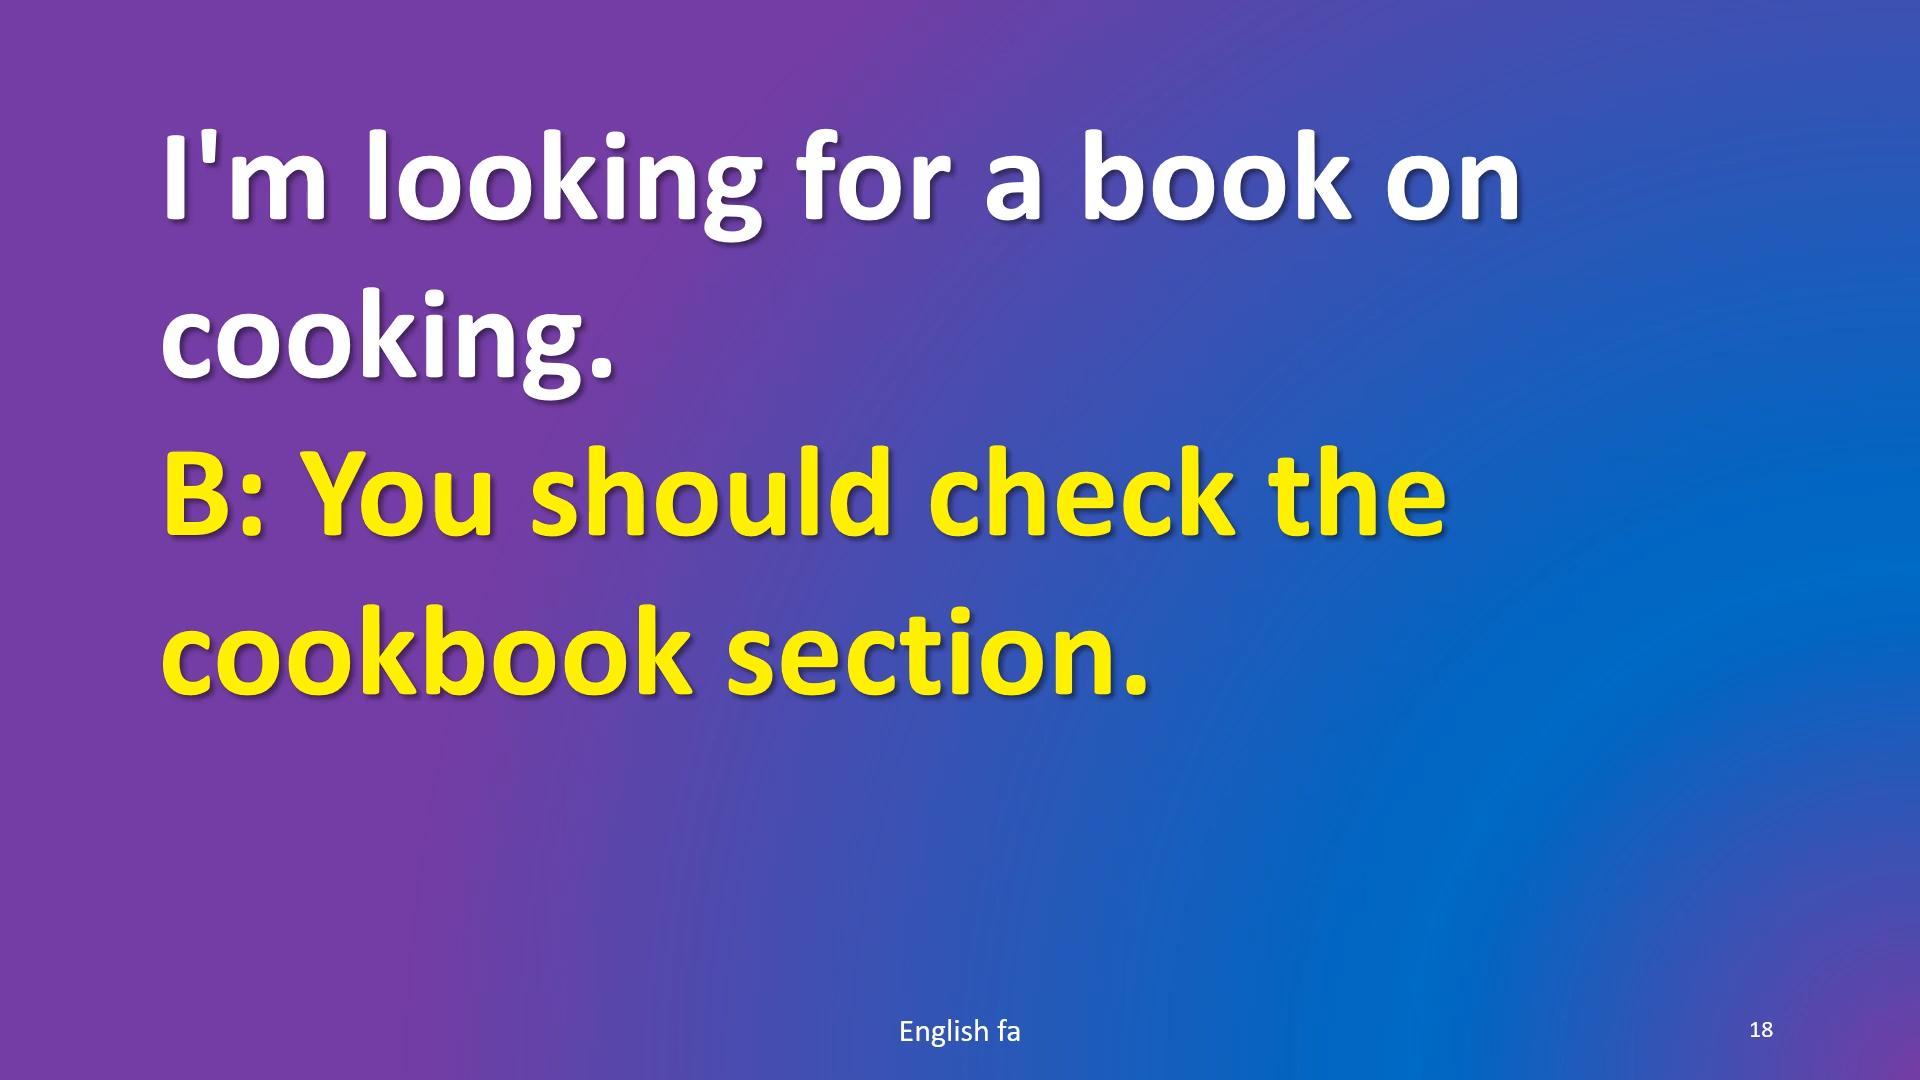 I'm looking for a book on
cooking.
B: You should check the
cookbook section.
English fa
18